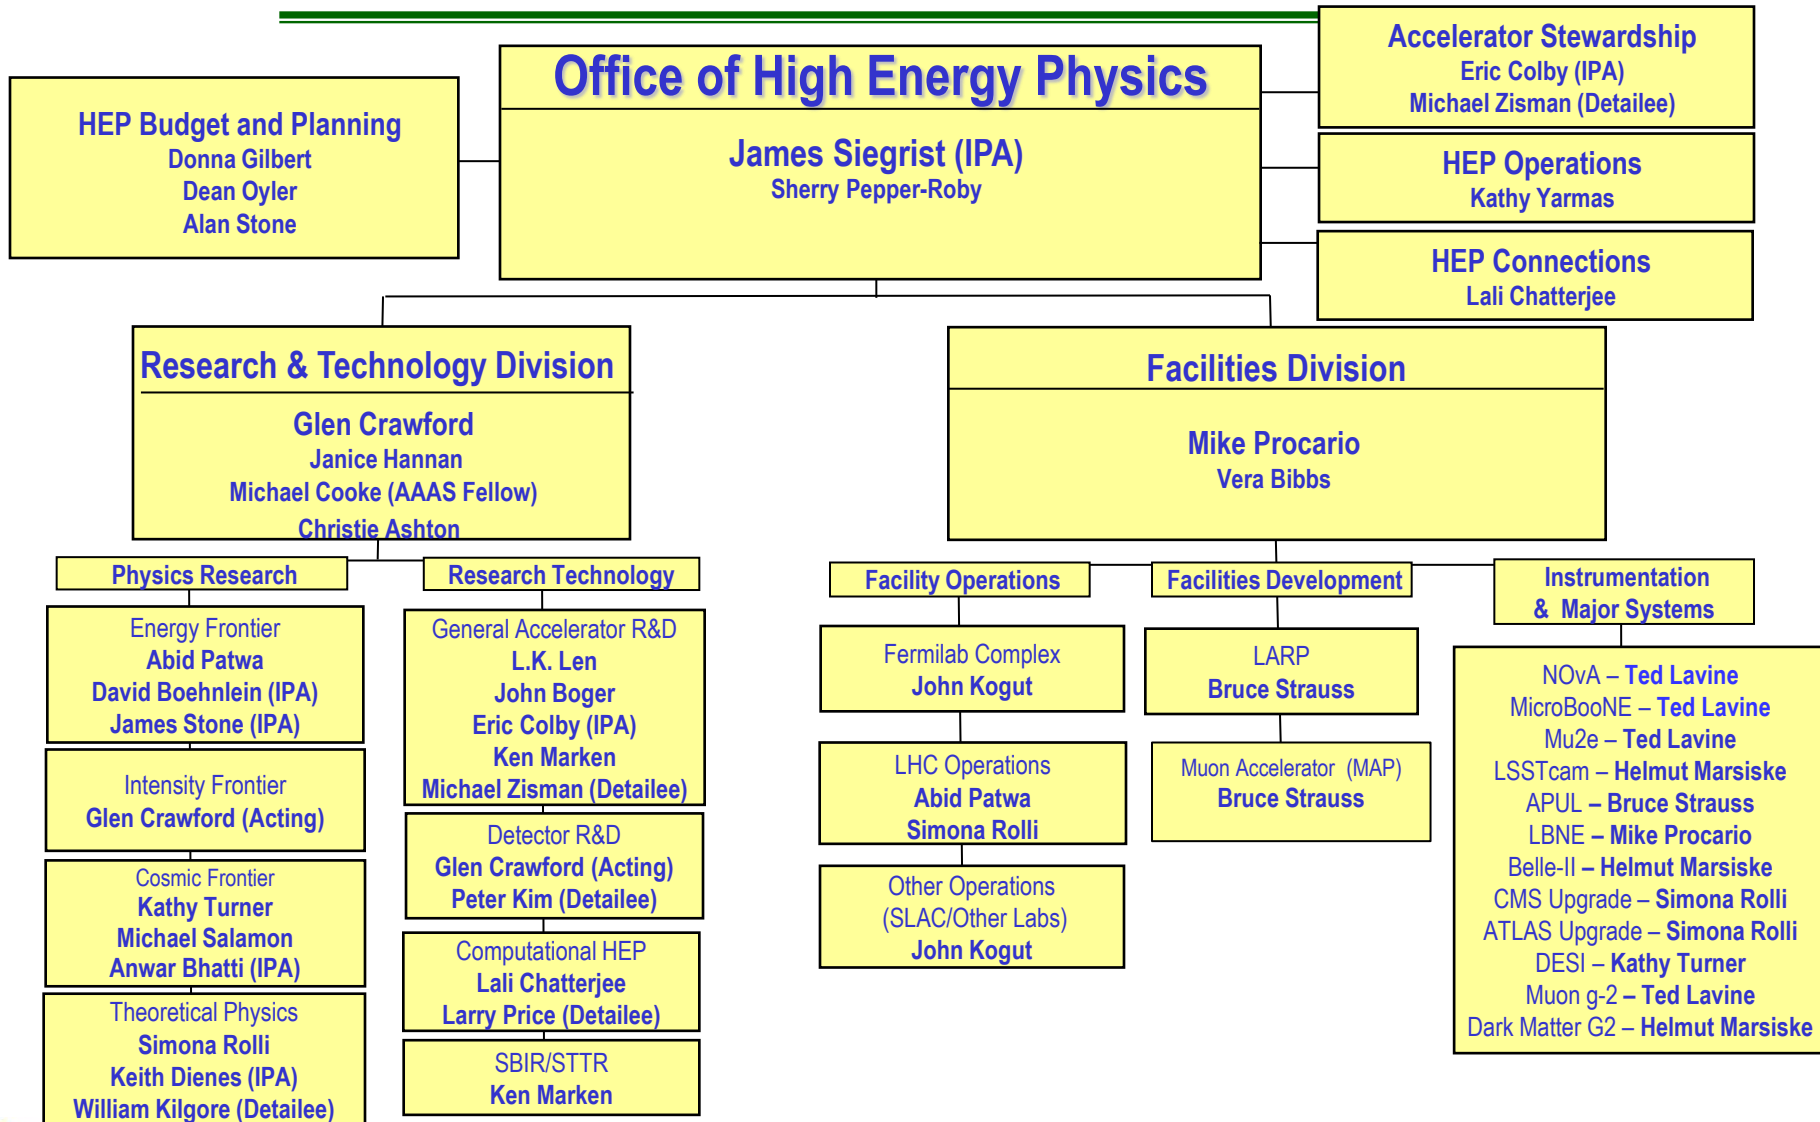 Office of High Energy Physics
James Siegrist (IPA)
Sherry Pepper-Roby
HEP Budget and Planning
Donna Gilbert
Dean Oyler
Alan Stone
Accelerator Stewardship
Eric Colby (IPA)
Michael Zisman (Detailee)
HEP Operations
Kathy Yarmas
HEP Connections
Lali Chatterjee
Research & Technology Division
Glen Crawford
Janice Hannan
Michael Cooke (AAAS Fellow)
Christie Ashton
Facilities Division
Mike Procario
Vera Bibbs
Physics Research
Energy Frontier
Abid Patwa
David Boehnlein (IPA)
James Stone (IPA)
Intensity Frontier
Glen Crawford (Acting)
Cosmic Frontier
Kathy Turner
Michael Salamon
Anwar Bhatti (IPA)
Theoretical Physics
Simona Rolli
Keith Dienes (IPA)
William Kilgore (Detailee)
Research Technology
General Accelerator R&D
L.K. Len
John Boger
Eric Colby (IPA)
Ken Marken
Michael Zisman (Detailee)
Detector R&D
Glen Crawford (Acting)
Peter Kim (Detailee)
Computational HEP
Lali Chatterjee
Larry Price (Detailee)
SBIR/STTR
Ken Marken
Facility Operations
Fermilab Complex
John Kogut
LHC Operations
Abid Patwa
Simona Rolli
Other Operations
(SLAC/Other Labs)
John Kogut
Facilities Development
LARP
Bruce Strauss
Muon Accelerator (MAP)
Bruce Strauss
Instrumentation
& Major Systems
NOvA – Ted Lavine
MicroBooNE – Ted Lavine
Mu2e – Ted Lavine
LSSTcam – Helmut Marsiske
APUL – Bruce Strauss
LBNE – Mike Procario
Belle-II – Helmut Marsiske
CMS Upgrade – Simona Rolli
ATLAS Upgrade – Simona Rolli
DESI – Kathy Turner
Muon g-2 – Ted Lavine
Dark Matter G2 – Helmut Marsiske